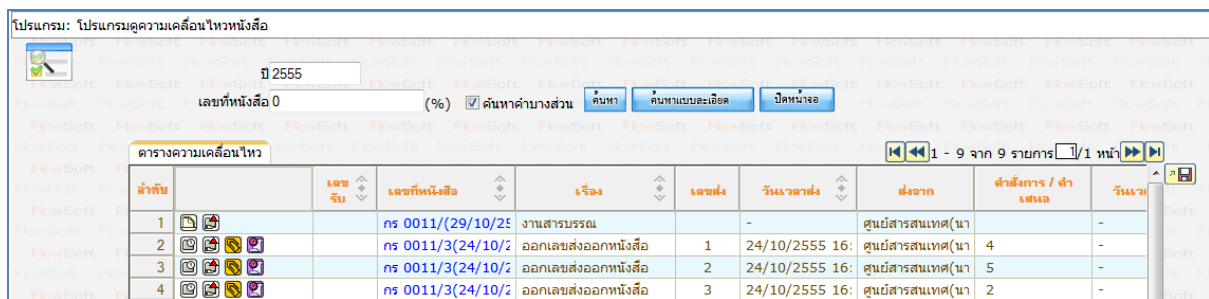 โปรแกรม: โปรแกรมดูความเคลื่อนไหวหนังสือ
ปี 2555
เลขที่หนังสือ 0 (%) ค้นหาคำบางส่วน ค้นหา ค้นหาแบบละเอียด ปิดหน้าจอ
ตารางความเคลื่อนไหว 1 - 9 จาก 9 รายการ 1/1 หน้า
ลำดับ เลขรับ เลขที่หนังสือ เรื่อง เลขส่ง วันเวลาส่ง ส่งจาก คำสั่งการ / คำเสนอ วันเวลา
1 กร 0011/(29/10/25 งานสารบรรณ - ศูนย์สารสนเทศ(นา -
2 กร 0011/3(24/10/2 ออกเลขส่งออกหนังสือ 1 24/10/2555 16: ศูนย์สารสนเทศ(นา 4 -
3 กร 0011/3(24/10/2 ออกเลขส่งออกหนังสือ 2 24/10/2555 16: ศูนย์สารสนเทศ(นา 5 -
4 กร 0011/3(24/10/2 ออกเลขส่งออกหนังสือ 3 24/10/2555 16: ศูนย์สารสนเทศ(นา 2 -